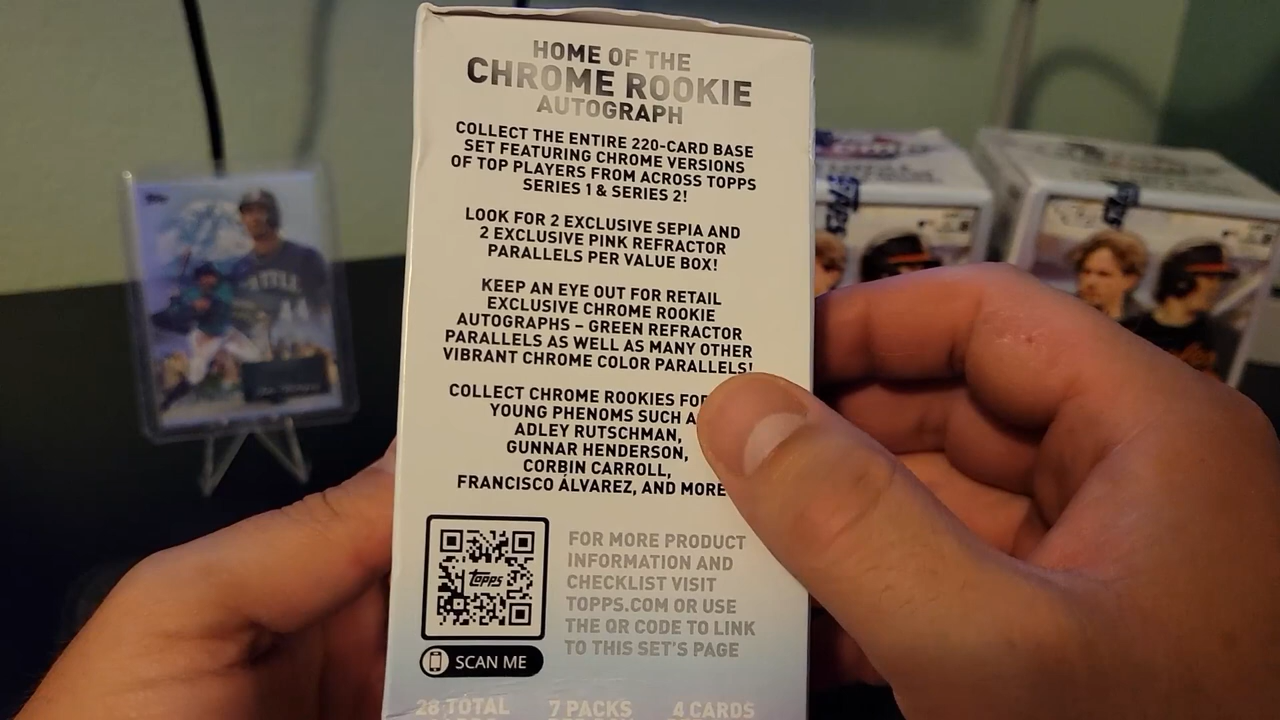 HOME OF THE
CHROME ROOKIE
AUTOGRAPH
COLLECT THE ENTIRE 220-CARD BASE
SET FEATURING CHROME VERSIONS
OF TOP PLAYERS FROM ACROSS TOPPS
SERIES 1 & SERIES 2!
LOOK FOR 2 EXCLUSIVE SEPIA AND
2 EXCLUSIVE PINK REFRACTOR
PARALLELS PER VALUE BOX!
KEEP AN EYE OUT FOR RETAIL
EXCLUSIVE CHROME ROOKIE
AUTOGRAPHS – GREEN REFRACTOR
PARALLELS AS WELL AS MANY OTHER
VIBRANT CHROME COLOR PARALLELS!
COLLECT CHROME ROOKIES FOR
YOUNG PHENOMS SUCH A
ADLEY RUTSCHMAN,
GUNNAR HENDERSON,
CORBIN CARROLL,
FRANCISCO ÁLVAREZ, AND MORE
TOPPS
SCAN ME
FOR MORE PRODUCT
INFORMATION AND
CHECKLIST VISIT
TOPPS.COM OR USE
THE QR CODE TO LINK
TO THIS SET'S PAGE
28 TOTAL
7 PACKS
4 CARDS
TOPPS
TOPPS
44